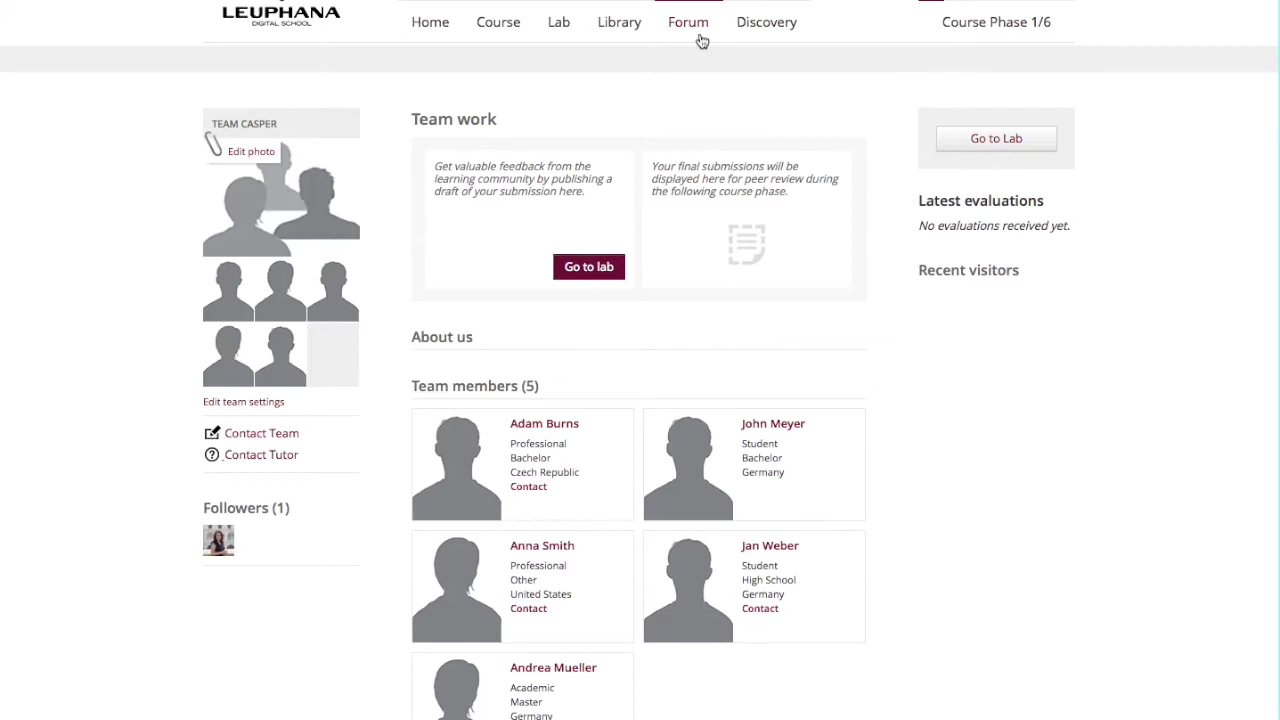 LEUPHANA
DIGITAL SCHOOL
Home
Course
Lab
Library
Forum
Discovery
Course Phase 1/6
TEAM CASPER
Edit photo
Edit team settings
Contact Team
Contact Tutor
Followers (1)
Team work
Get valuable feedback from the
learning community by publishing a
draft of your submission here.
Go to lab
Your final submissions will be
displayed here for peer review during
the following course phase.
About us
Team members (5)
Adam Burns
Professional
Bachelor
Czech Republic
Contact
John Meyer
Student
Bachelor
Germany
Anna Smith
Professional
Other
United States
Contact
Jan Weber
Student
High School
Germany
Contact
Andrea Mueller
Academic
Master
Germany
Go to Lab
Latest evaluations
No evaluations received yet.
Recent visitors